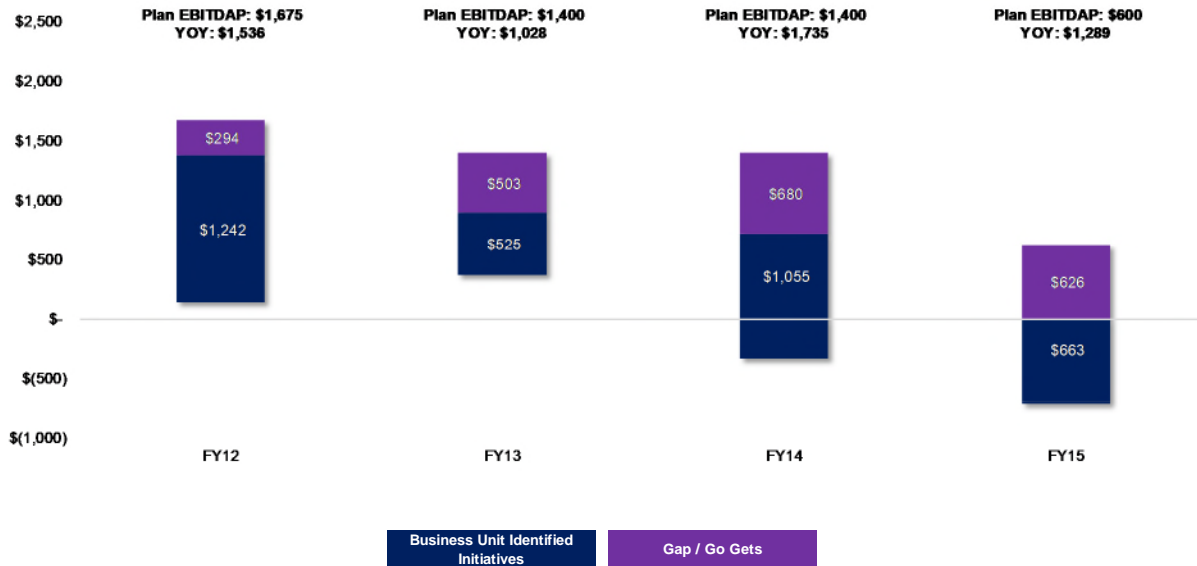 Plan EBITDAP: $1,675
YOY: $1,536
Plan EBITDAP: $1,400
YOY: $1,028
Plan EBITDAP: $1,400
YOY: $1,735
Plan EBITDAP: $600
YOY: $1,289
$2,500
$2,000
$1,500
$1,000
$500
$-
$(500)
$(1,000)
$294
$1,242
$503
$525
$680
$1,055
$626
$663
FY12
FY13
FY14
FY15
Business Unit Identified
Initiatives
Gap / Go Gets